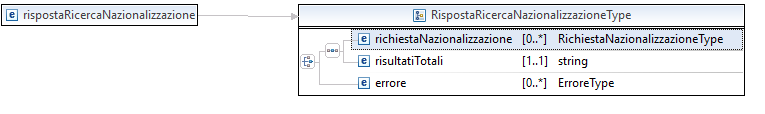 rispostaRicercaNazionalizzazione
RispostaRicercaNazionalizzazioneType
richiestaNazionalizzazione [0..*] RichiestaNazionalizzazioneType
risultatiTotali [1..1] string
errore [0..*] ErroreType